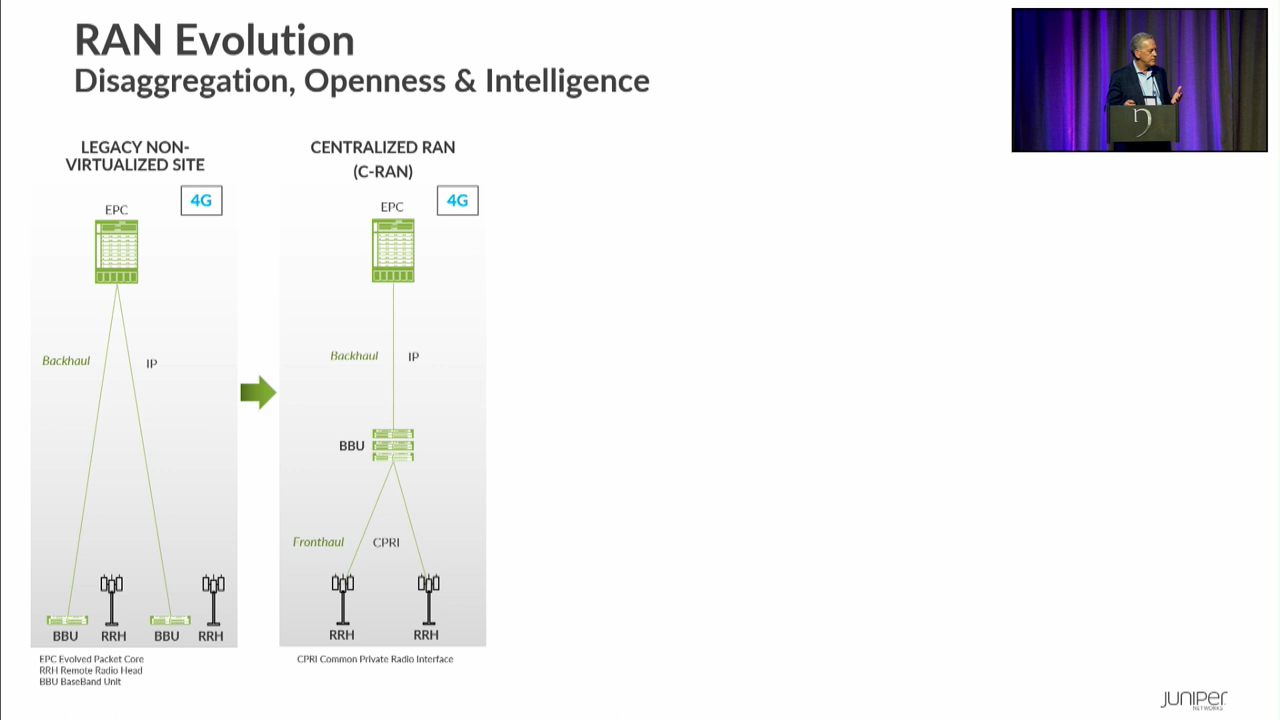 RAN Evolution
Disaggregation, Openness & Intelligence
LEGACY NON-
VIRTUALIZED SITE
4G
EPC
Backhaul
IP
BBU
RRH
BBU
RRH
EPC Evolved Packet Core
RRH Remote Radio Head
BBU BaseBand Unit
CENTRALIZED RAN
(C-RAN)
4G
EPC
Backhaul
IP
BBU
Fronthaul
CPRI
RRH
RRH
CPRI Common Private Radio Interface
JUNIPER
NETWORKS